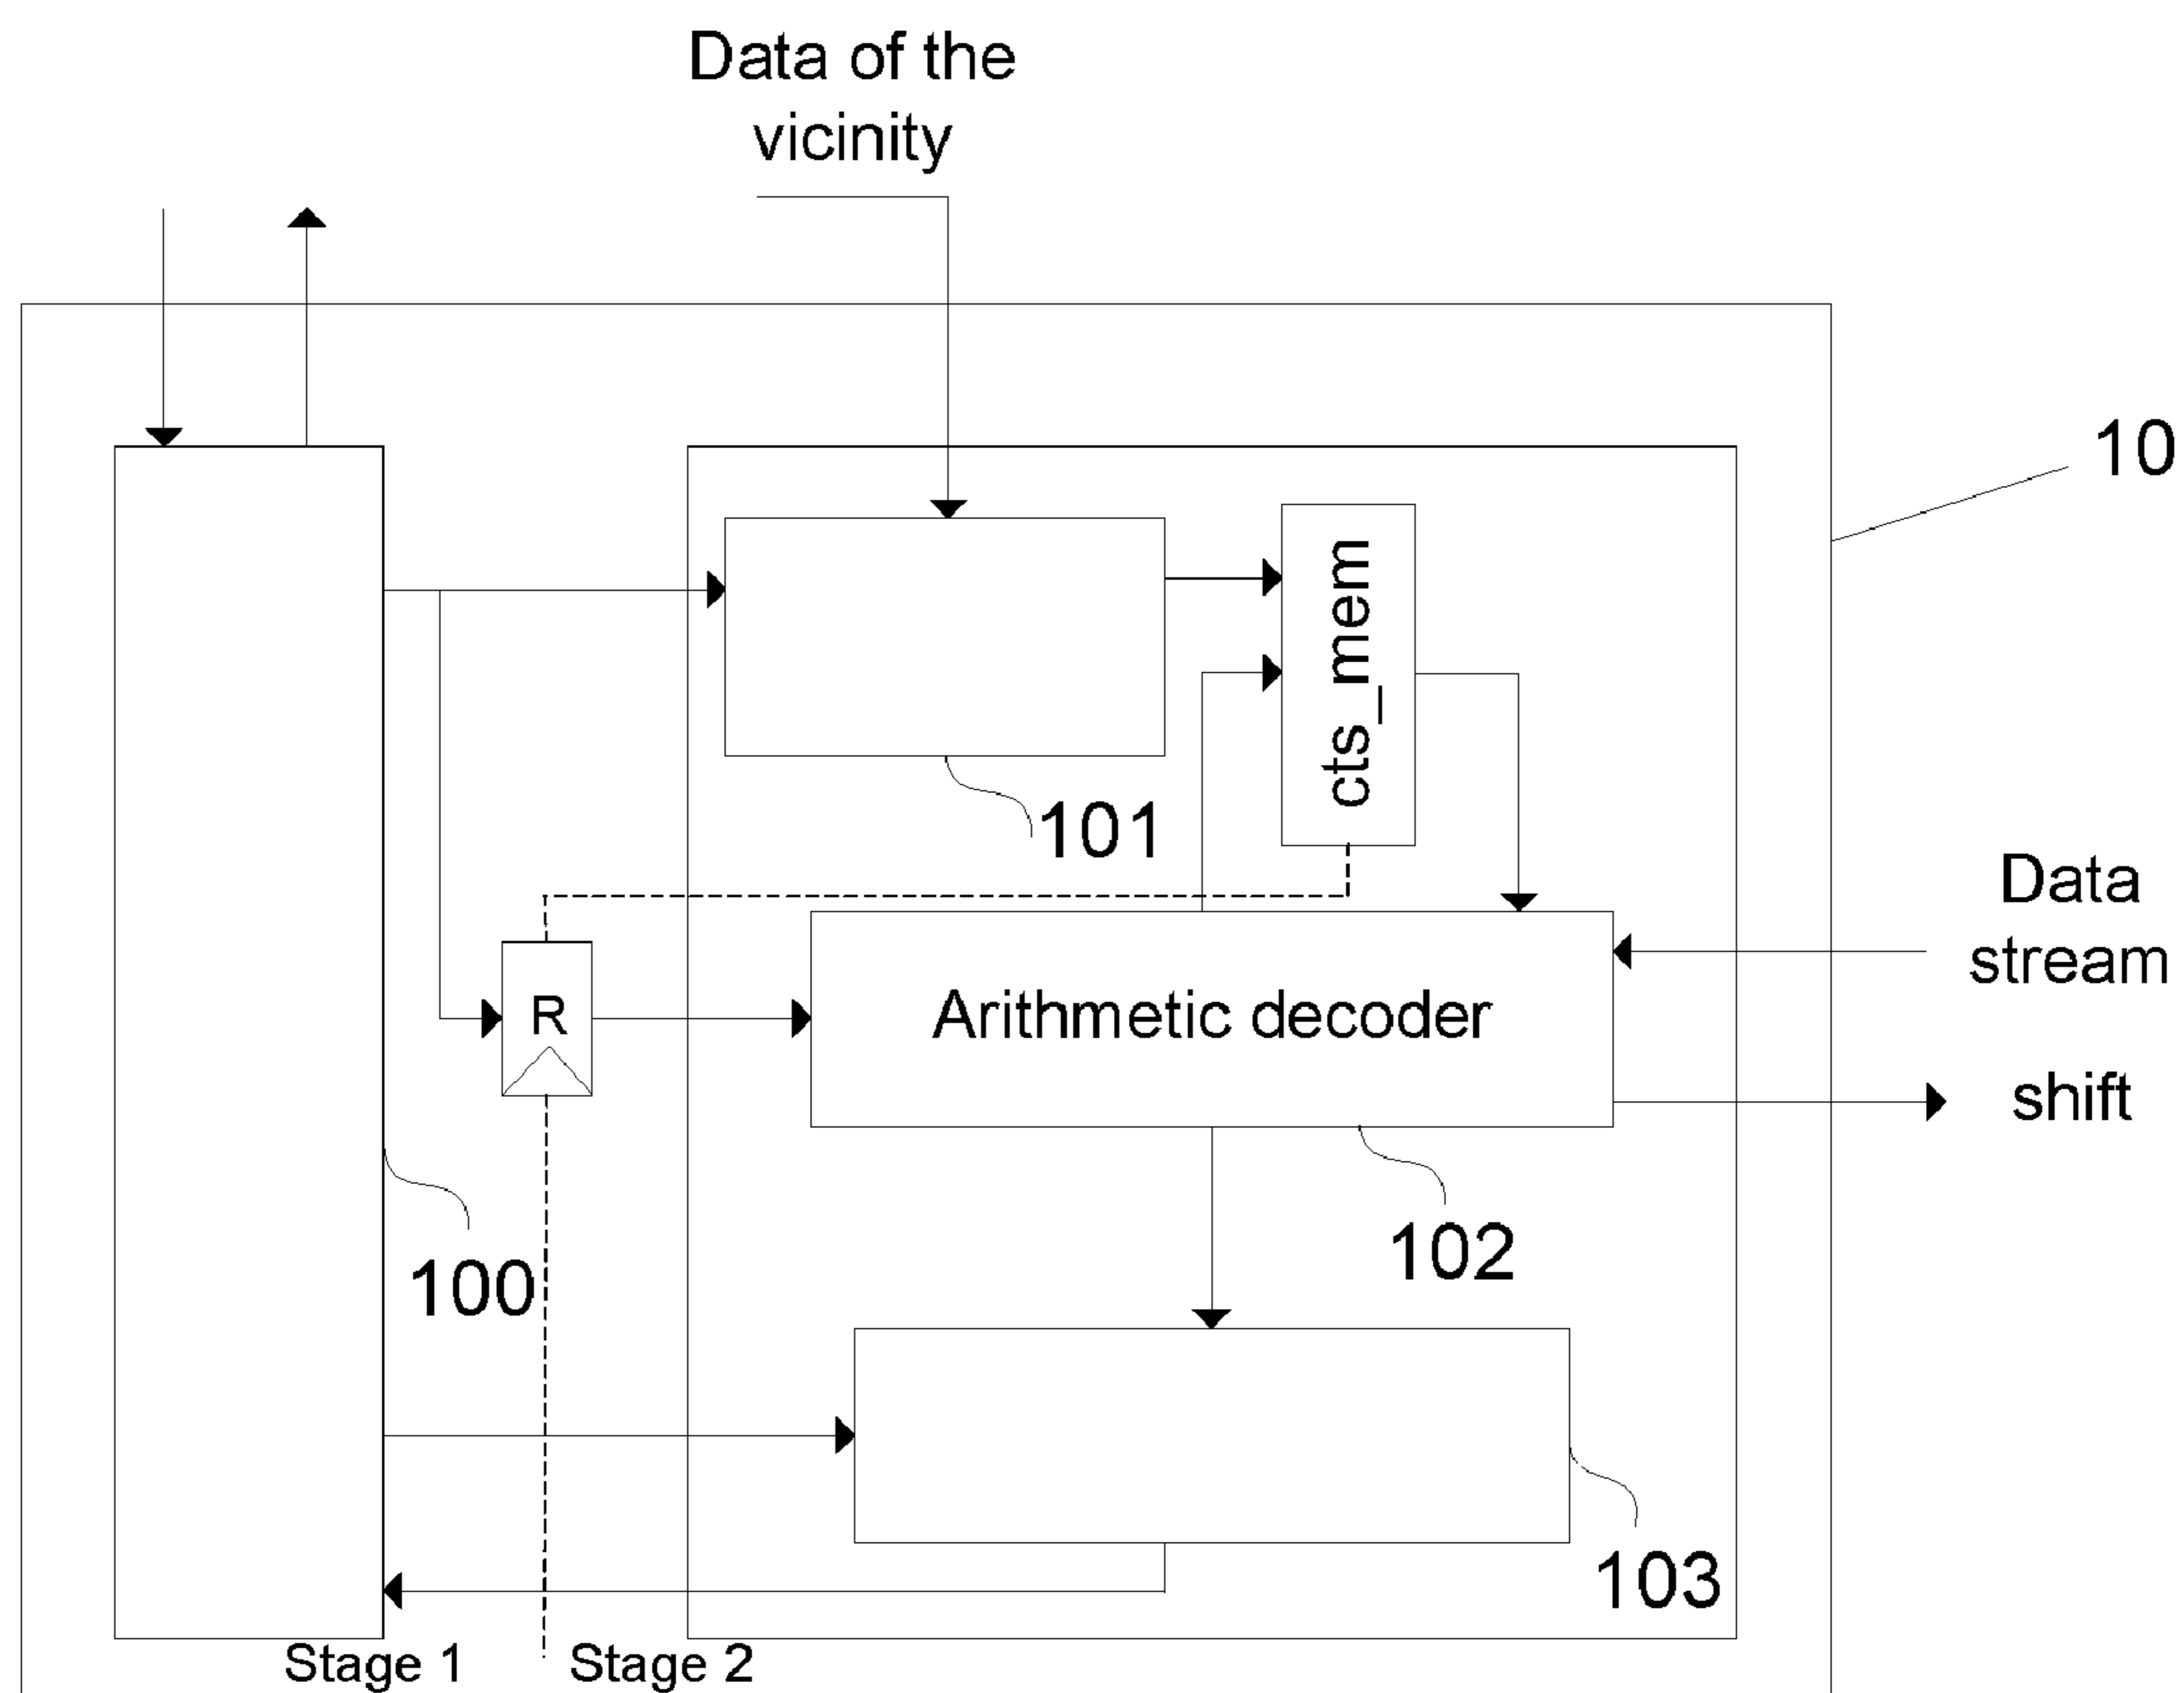 Data of the
vicinity
10
cts_mem
101
Data
stream
R
Arithmetic decoder
shift
102
100
103
Stage 1
Stage 2